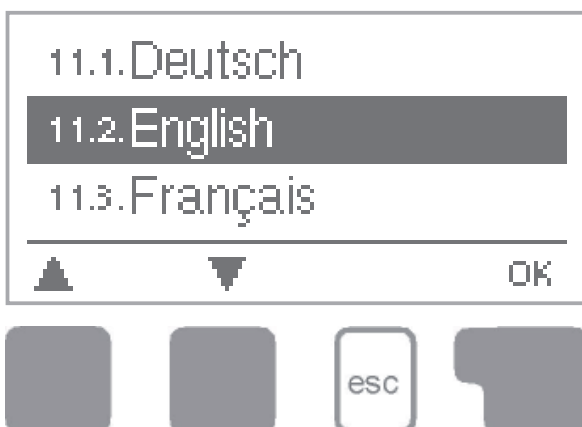 11.1.Deutsch
11.2.English
11.3.Français
▲ ▼ OK
esc